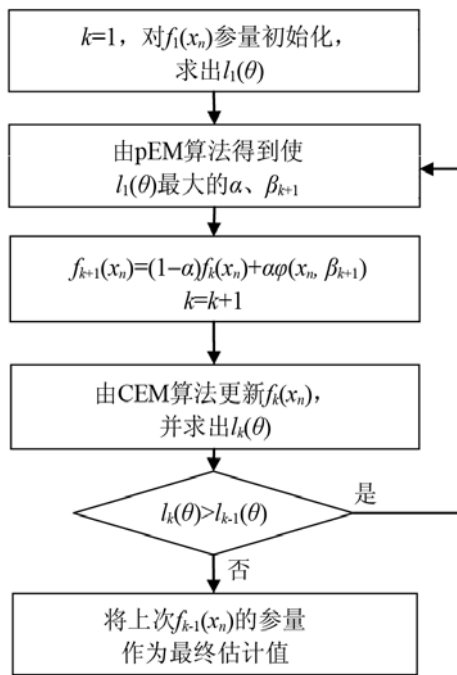 k=1，对f₁(xₙ)参量初始化，
求出l₁(θ)
由pEM算法得到使
l₁(θ)最大的α、βₖ₊₁
fₖ₊₁(xₙ)=(1−α)fₖ(xₙ)+αφ(xₙ, βₖ₊₁)
k=k+1
由CEM算法更新fₖ(xₙ)，
并求出lₖ(θ)
lₖ(θ)>lₖ₋₁(θ)
是
否
将上次fₖ₋₁(xₙ)的参量
作为最终估计值